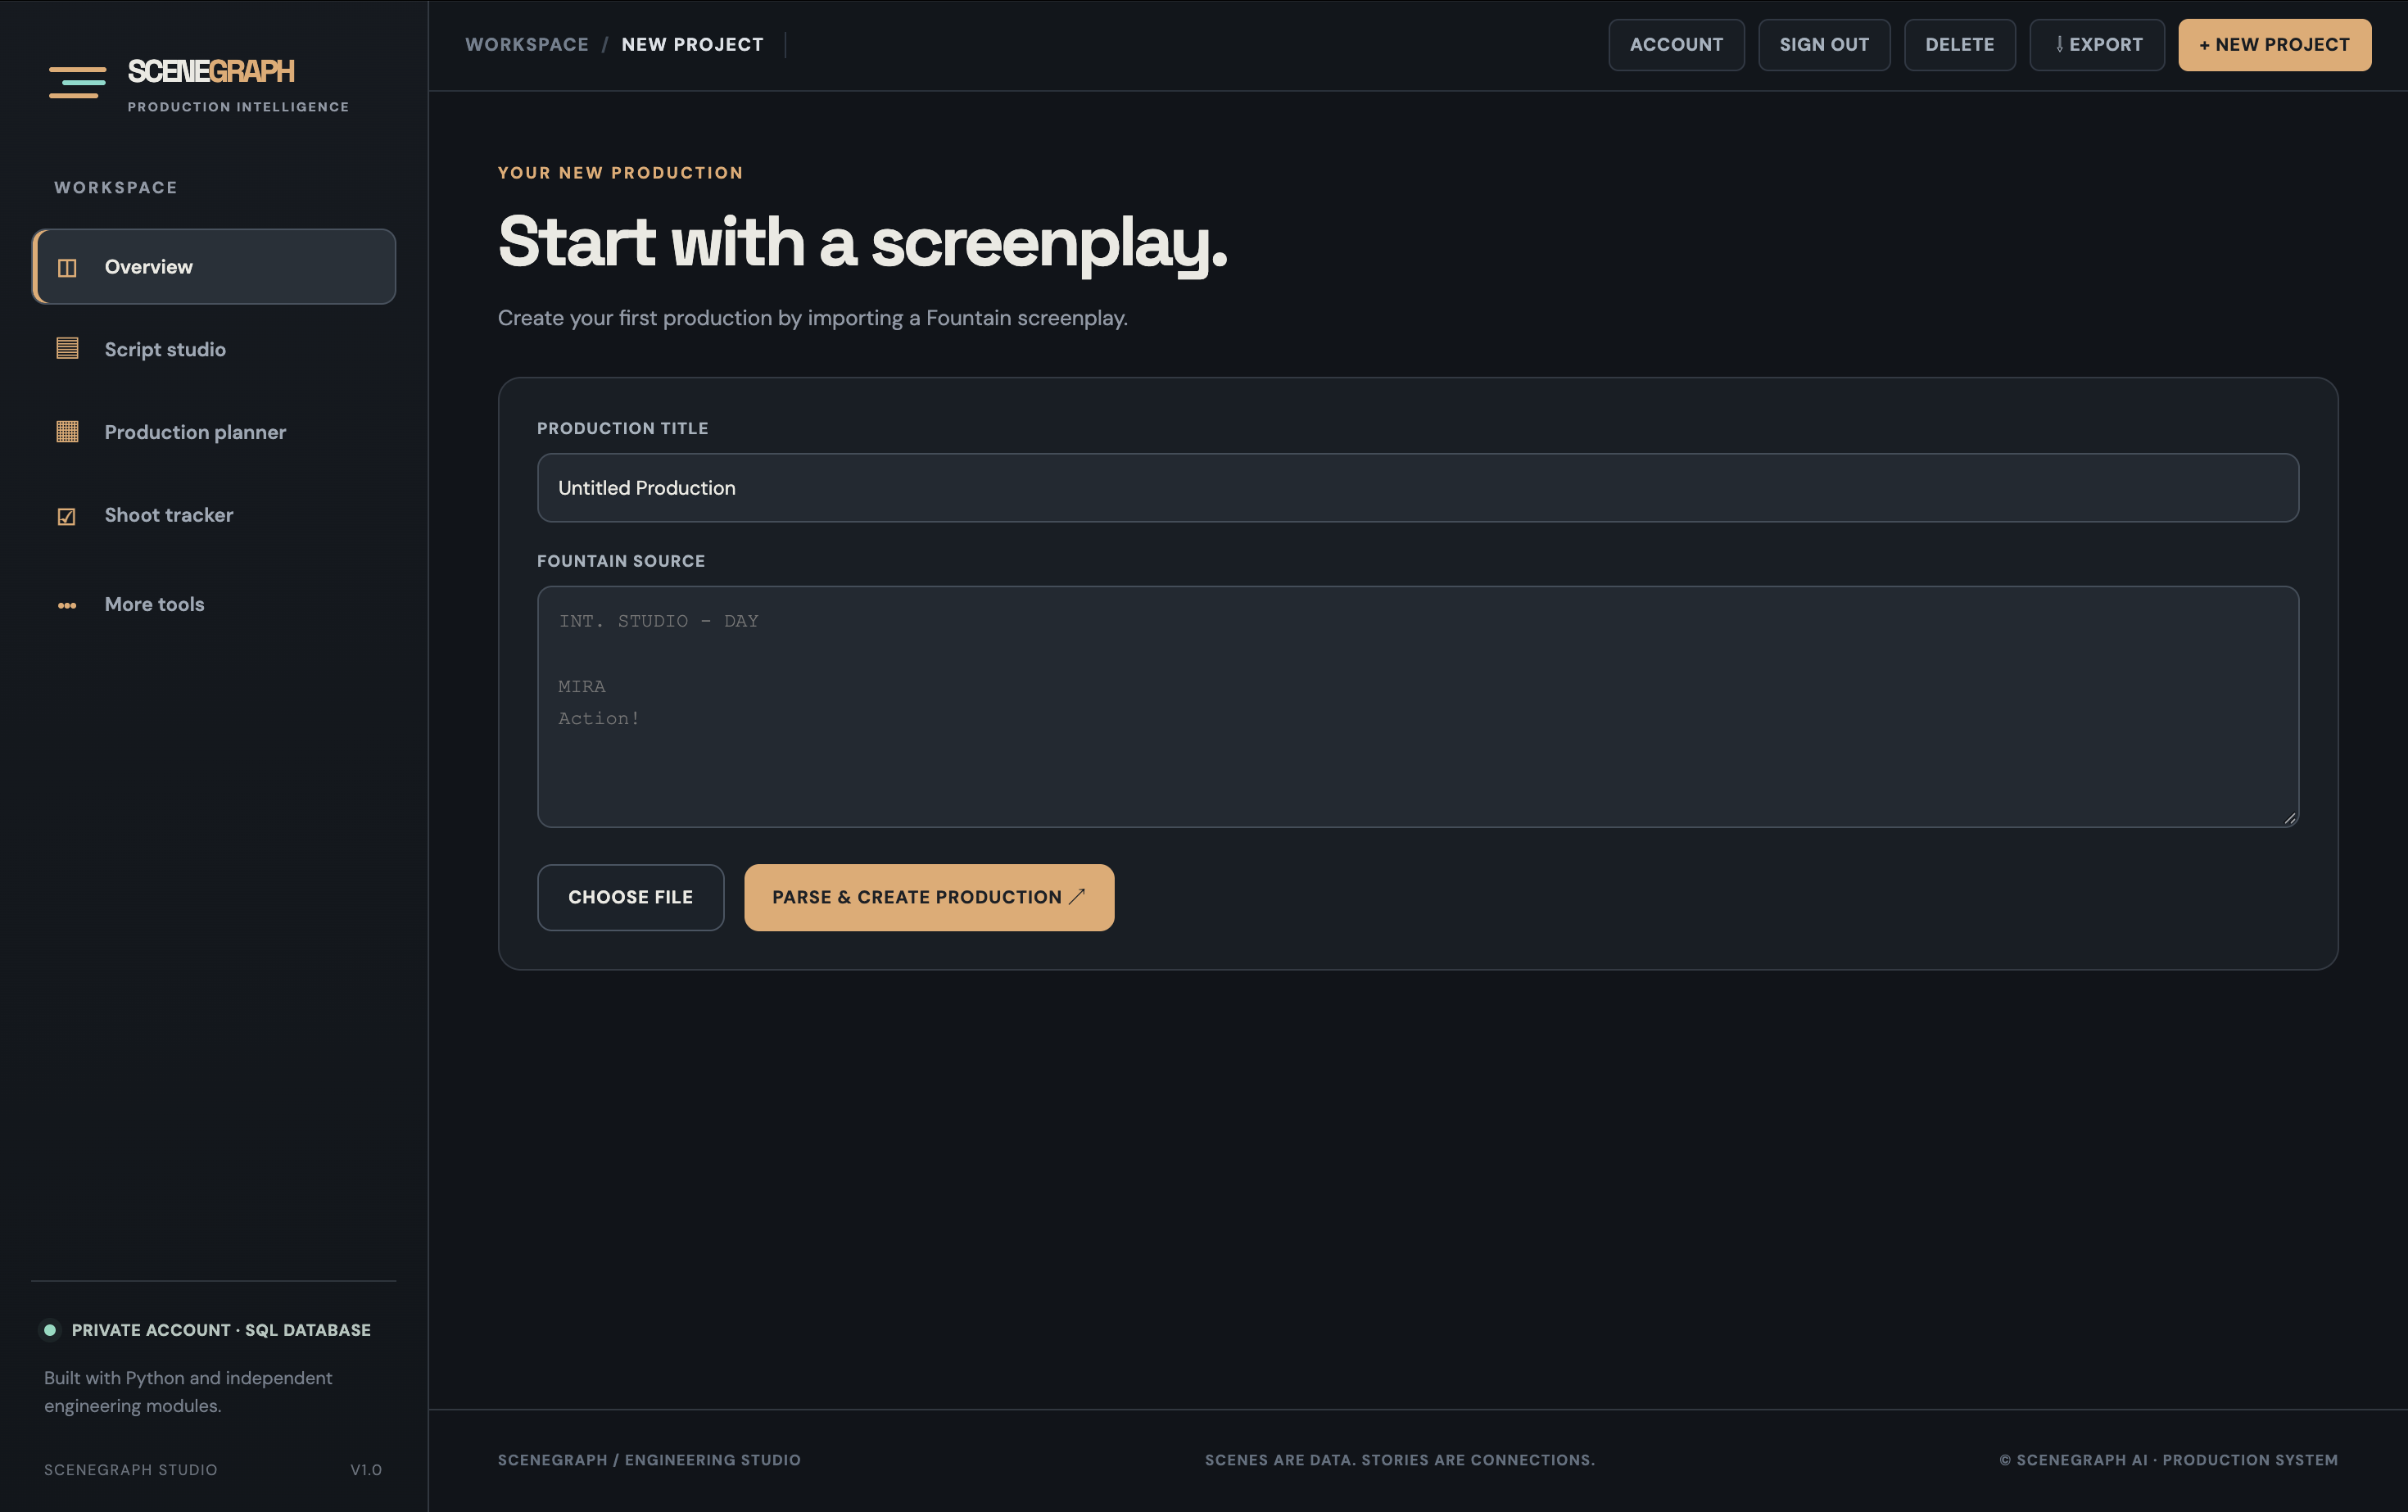 SCENEGRAPH
PRODUCTION INTELLIGENCE
WORKSPACE
Overview
Script studio
Production planner
Shoot tracker
More tools
PRIVATE ACCOUNT · SQL DATABASE
Built with Python and independent
engineering modules.
SCENEGRAPH STUDIO V1.0
WORKSPACE / NEW PROJECT
ACCOUNT
SIGN OUT
DELETE
⇩ EXPORT
+ NEW PROJECT
YOUR NEW PRODUCTION
Start with a screenplay.
Create your first production by importing a Fountain screenplay.
PRODUCTION TITLE
Untitled Production
FOUNTAIN SOURCE
INT. STUDIO - DAY
MIRA
Action!
CHOOSE FILE
PARSE & CREATE PRODUCTION ↗
SCENEGRAPH / ENGINEERING STUDIO
SCENES ARE DATA. STORIES ARE CONNECTIONS.
© SCENEGRAPH AI · PRODUCTION SYSTEM